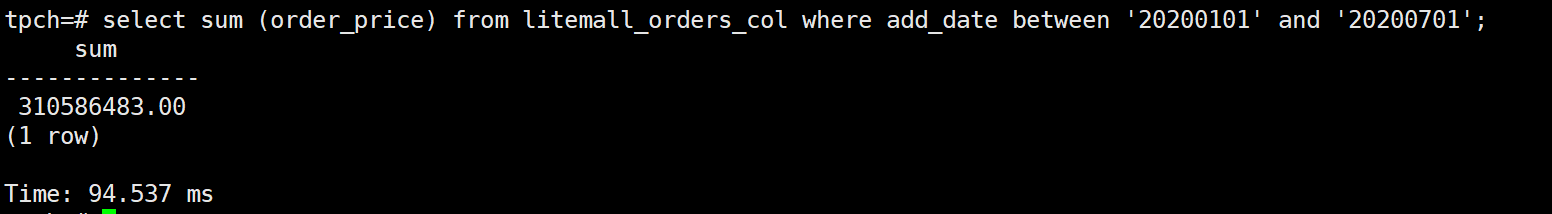 tpch=# select sum (order_price) from litemall_orders_col where add_date between '20200101' and '20200701';
sum
--------------
310586483.00
(1 row)
Time: 94.537 ms